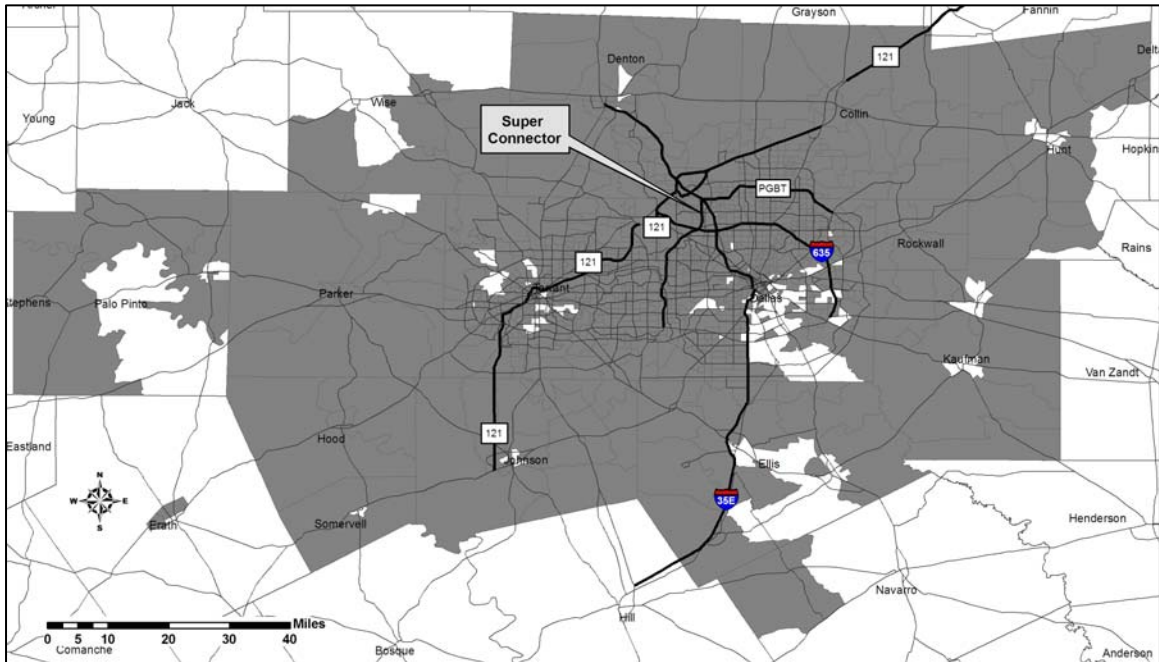 Grayson
Fannin
121
Delta
Denton
Jack
Wise
Young
Collin
Super
Connector
Hunt
Hopkin
PGBT
121
Rockwall
635
Rains
121
Tarrant
Stephens
Palo Pinto
Parker
Dallas
Kaufman
Van Zandt
121
Hood
Eastland
Johnson
Ellis
N
W E
S
35E
Erath
Somervell
Henderson
Navarro
Hill
0 5 10 20 30 40 Miles
Comanche
Bosque
Anderson